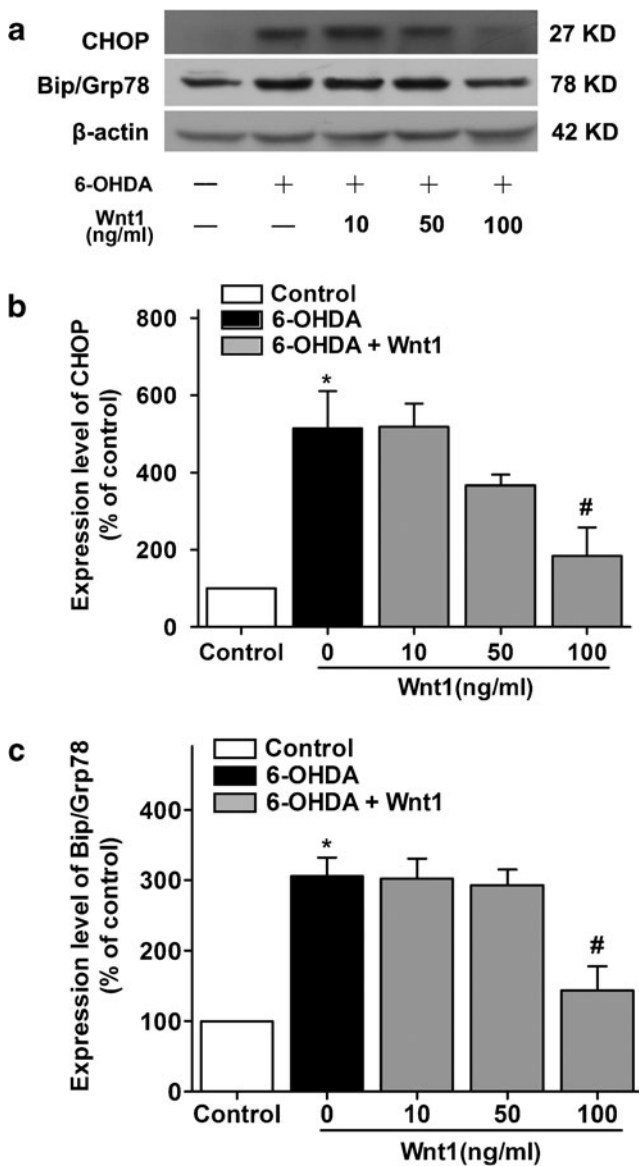 a
CHOP 27 KD
Bip/Grp78 78 KD
β-actin 42 KD
6-OHDA — + + + +
Wnt1 (ng/ml) — — 10 50 100
b
Control
6-OHDA
6-OHDA + Wnt1
Expression level of CHOP
(% of control)
800
600
400
200
0
*
#
Control 0 10 50 100
Wnt1(ng/ml)
c
Control
6-OHDA
6-OHDA + Wnt1
Expression level of Bip/Grp78
(% of control)
400
300
200
100
0
*
#
Control 0 10 50 100
Wnt1(ng/ml)